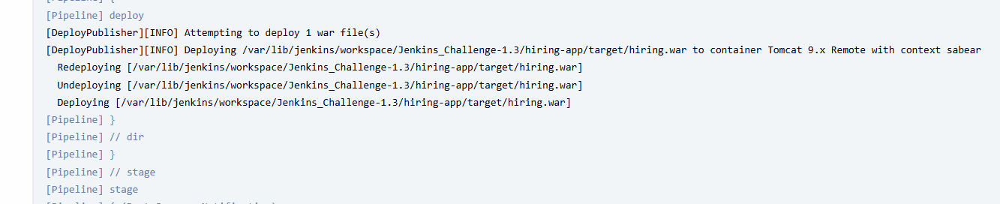 [Pipeline] {
[Pipeline] deploy
[DeployPublisher][INFO] Attempting to deploy 1 war file(s)
[DeployPublisher][INFO] Deploying /var/lib/jenkins/workspace/Jenkins_Challenge-1.3/hiring-app/target/hiring.war to container Tomcat 9.x Remote with context sabear
  Redeploying [/var/lib/jenkins/workspace/Jenkins_Challenge-1.3/hiring-app/target/hiring.war]
  Undeploying [/var/lib/jenkins/workspace/Jenkins_Challenge-1.3/hiring-app/target/hiring.war]
  Deploying [/var/lib/jenkins/workspace/Jenkins_Challenge-1.3/hiring-app/target/hiring.war]
[Pipeline] }
[Pipeline] // dir
[Pipeline] }
[Pipeline] // stage
[Pipeline] stage
[Pipeline] {